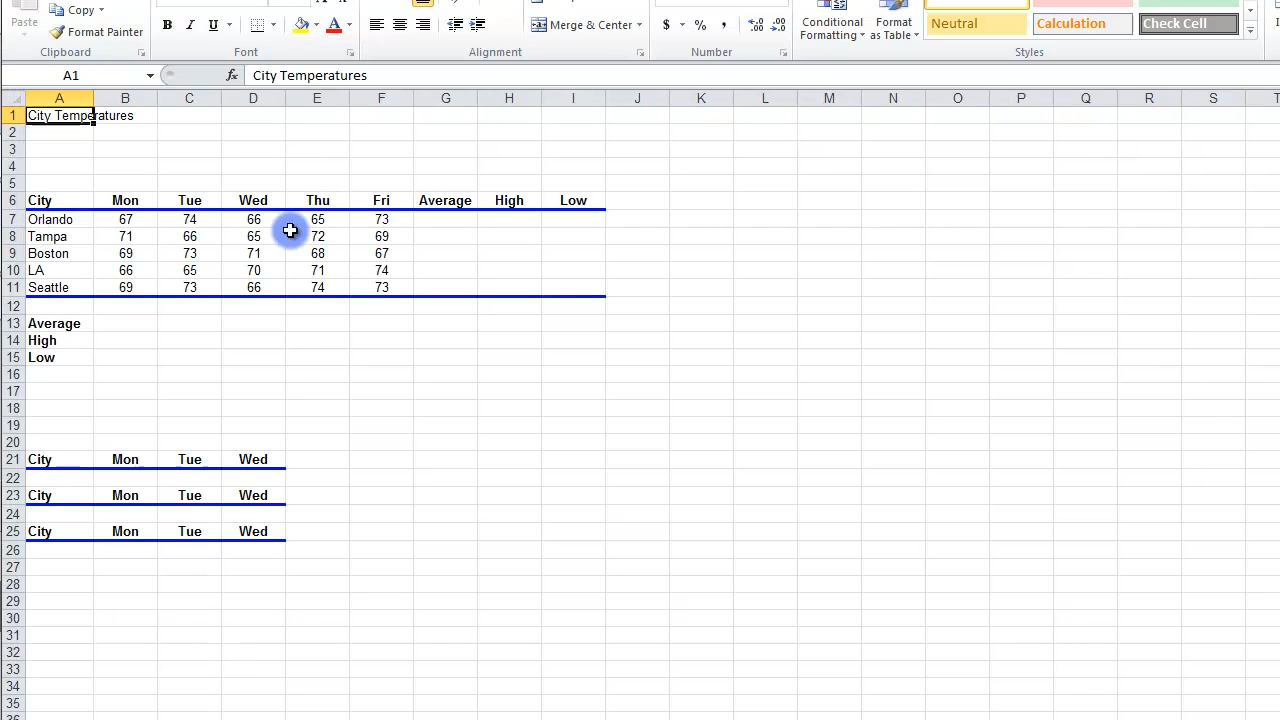 Copy
Paste
Format Painter
Clipboard
B I U
Font
Merge & Center
Alignment
$ % ,
Number
Conditional Formatting
Format as Table
Neutral
Calculation
Check Cell
Styles
A1
fx
City Temperatures
A B C D E F G H I J K L M N O P Q R S T
1 City Temperatures
2
3
4
5
6 City Mon Tue Wed Thu Fri Average High Low
7 Orlando 67 74 66 65 73
8 Tampa 71 66 65 72 69
9 Boston 69 73 71 68 67
10 LA 66 65 70 71 74
11 Seattle 69 73 66 74 73
12
13 Average
14 High
15 Low
16
17
18
19
20
21 City Mon Tue Wed
22
23 City Mon Tue Wed
24
25 City Mon Tue Wed
26
27
28
29
30
31
32
33
34
35